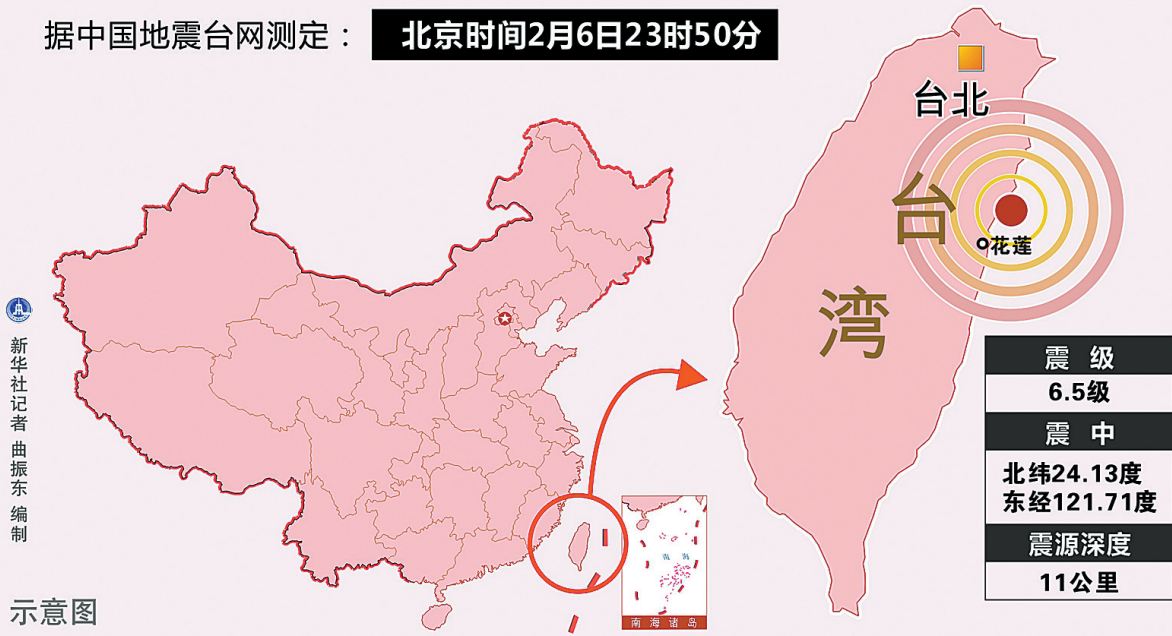 据中国地震台网测定：
北京时间2月6日23时50分
台北
台
湾
花莲
震级
6.5级
震中
北纬24.13度
东经121.71度
震源深度
11公里
南海
南海诸岛
新华社记者 曲振东 编制
示意图